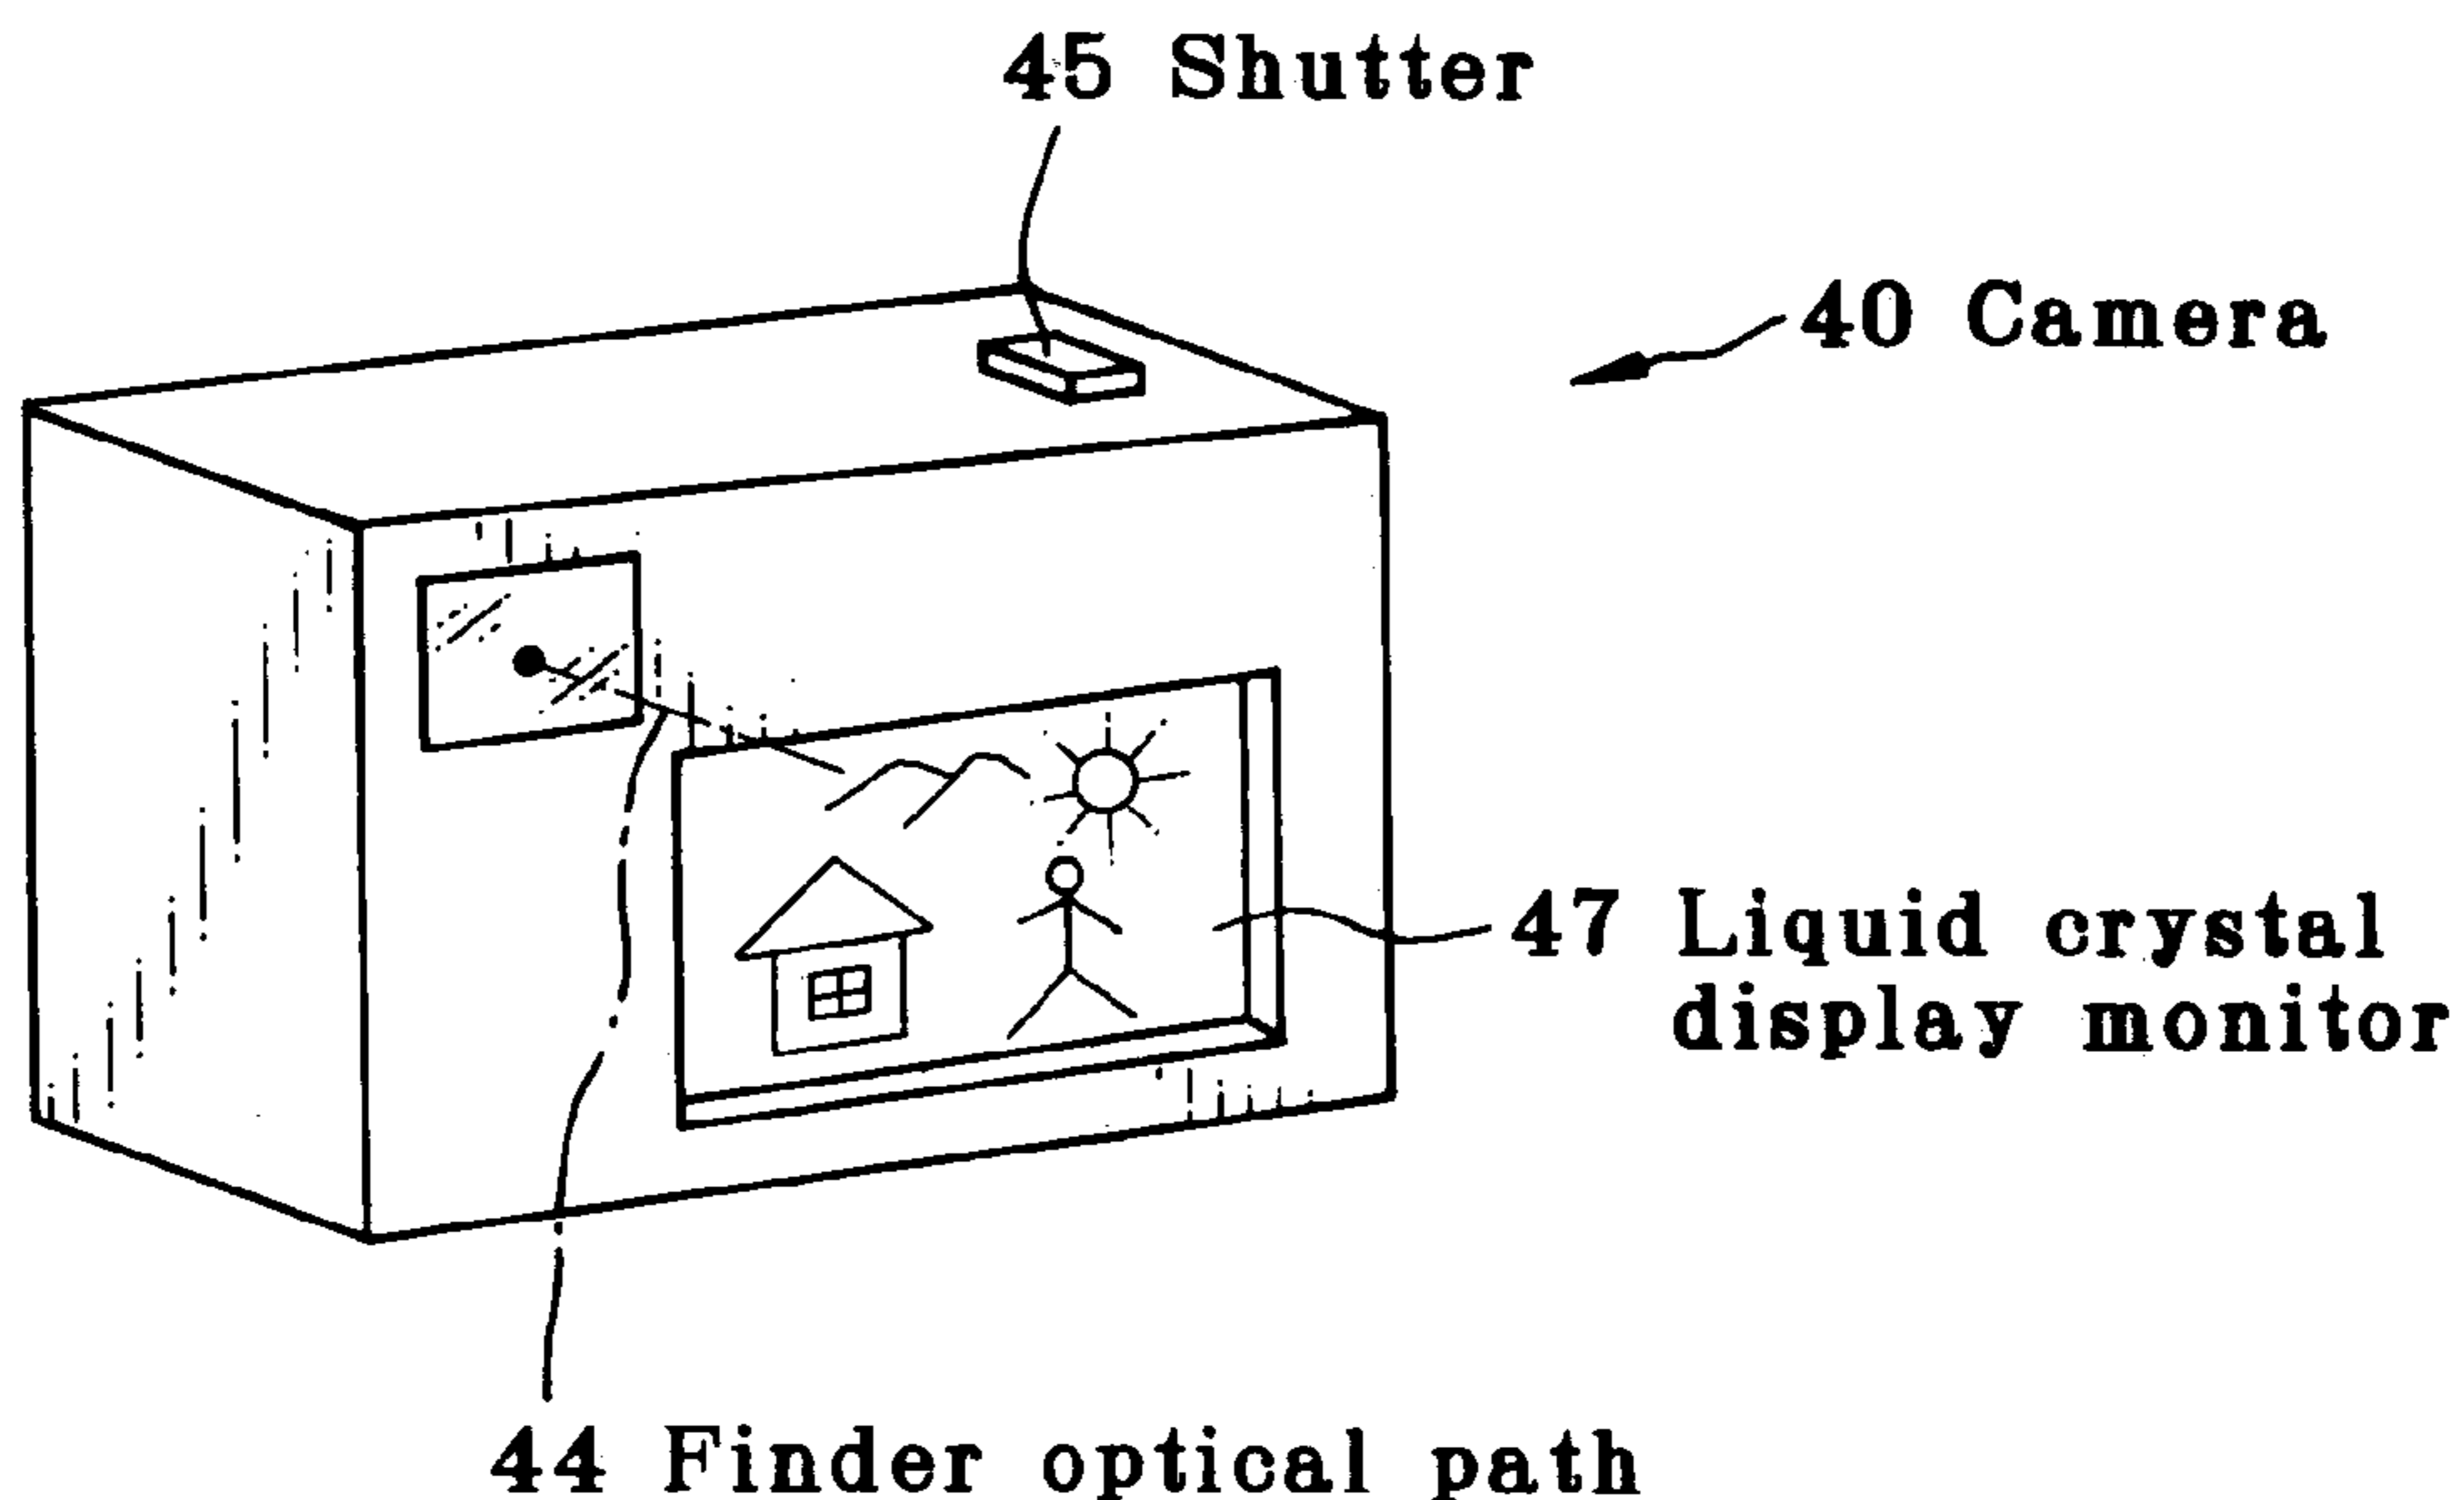 45 Shutter
40 Camera
47 Liquid crystal
display monitor
44 Finder optical path